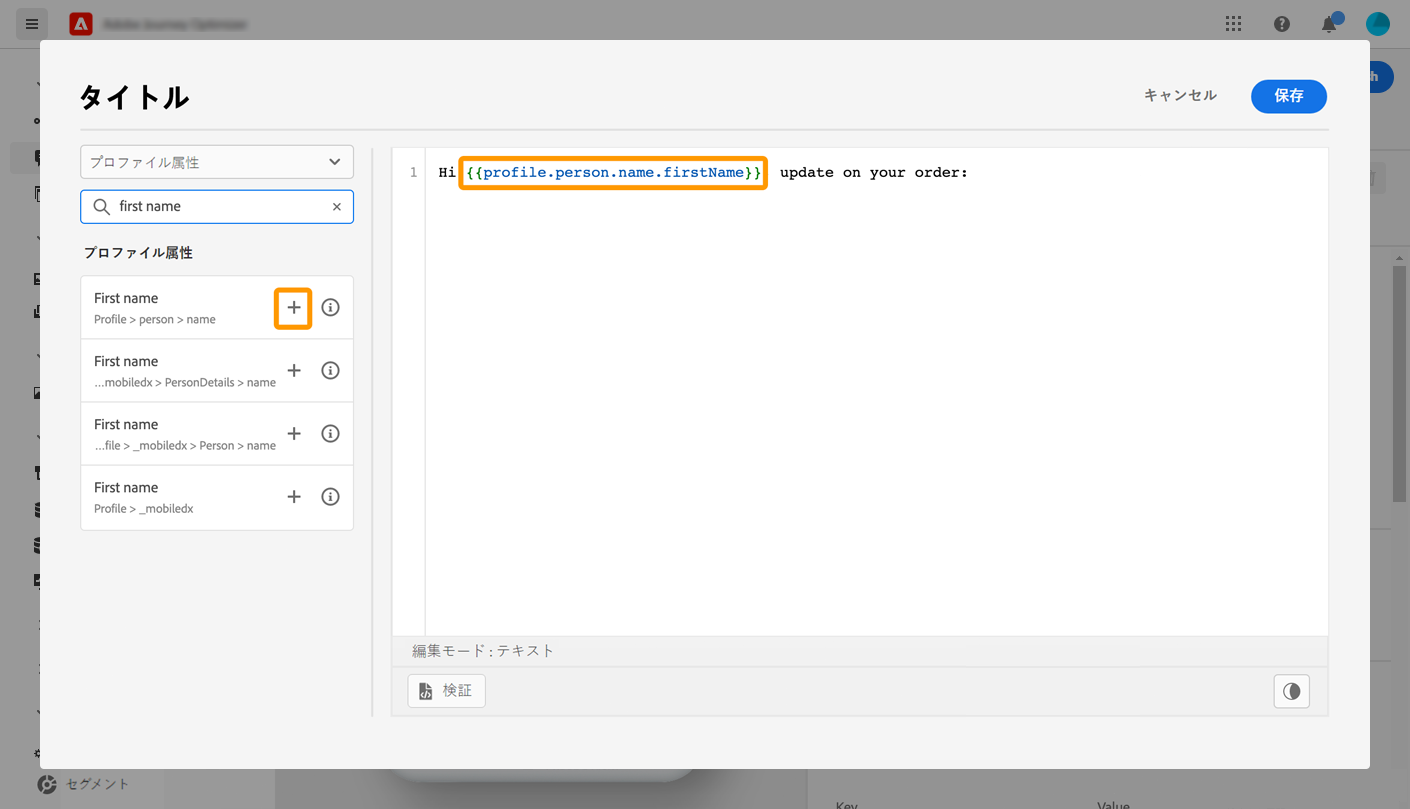 タイトル
キャンセル
保存
h
プロファイル属性
first name
プロファイル属性
First name
Profile > person > name
First name
...mobiledx > PersonDetails > name
First name
...file > _mobiledx > Person > name
First name
Profile > _mobiledx
1 Hi {{profile.person.name.firstName}} update on your order:
編集モード : テキスト
検証
セグメント
Key
Value